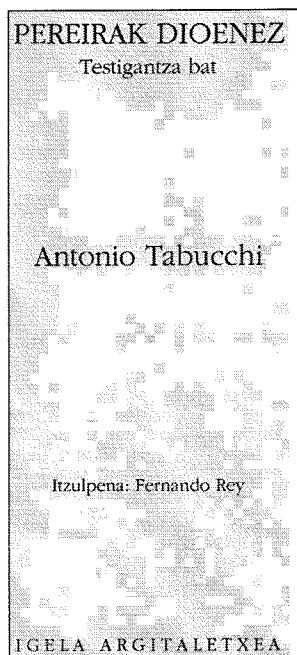 PEREIRAK DIOENEZ
Testigantza bat
Antonio Tabucchi
Itzulpena: Fernando Rey
IGELA ARGITALETXEA